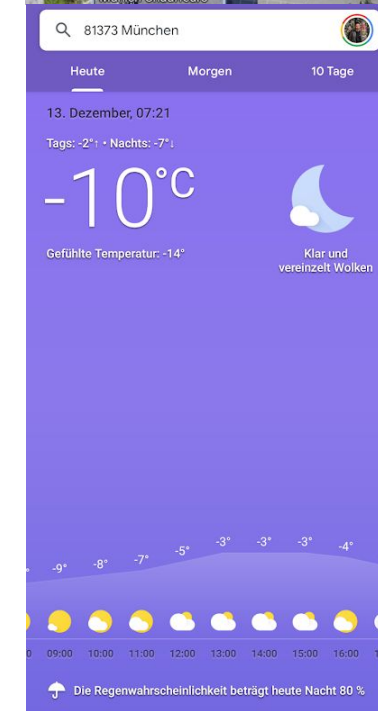 81373 München
Heute Morgen 10 Tage
13. Dezember, 07:21
Tags: -2°↑ • Nachts: -7°↓
-10°C
Gefühlte Temperatur: -14°
Klar und
vereinzelt Wolken
-9° -8° -7° -5° -3° -3° -3° -4°
09:00 10:00 11:00 12:00 13:00 14:00 15:00 16:00
Die Regenwahrscheinlichkeit beträgt heute Nacht 80 %